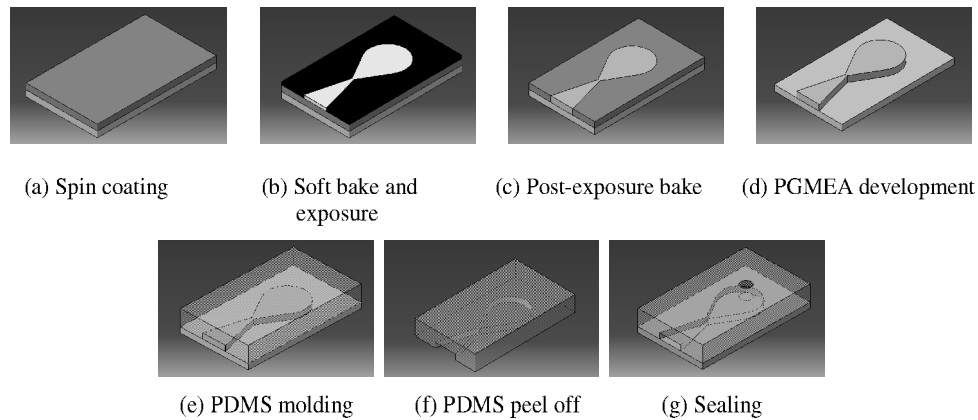 (a) Spin coating
(b) Soft bake and
exposure
(c) Post-exposure bake
(d) PGMEA development
(e) PDMS molding
(f) PDMS peel off
(g) Sealing